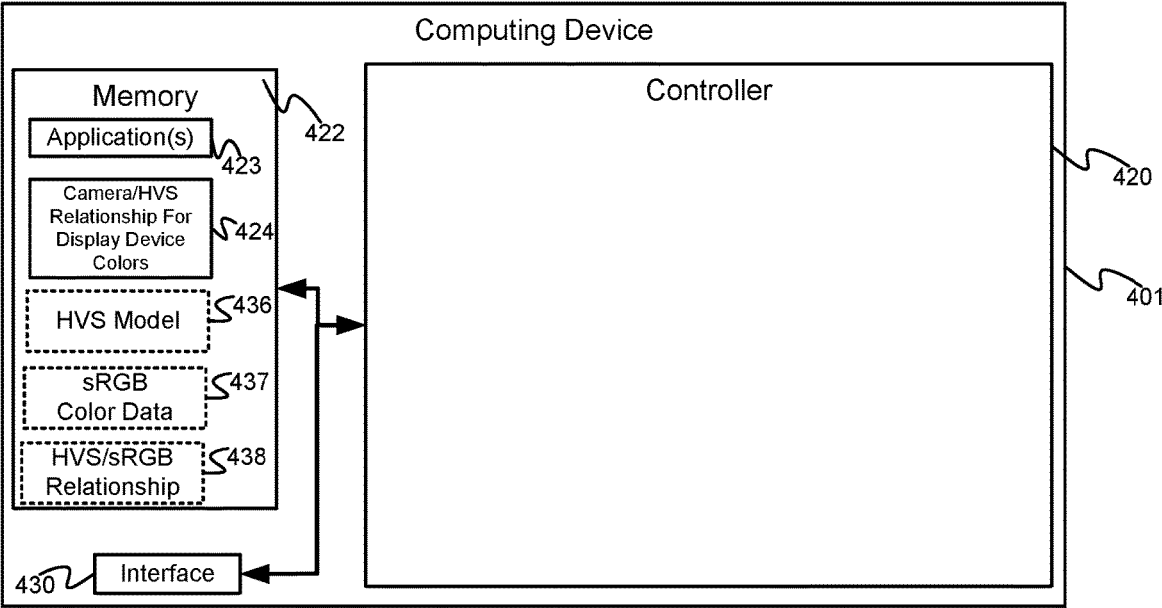 Computing Device
Memory
422
Application(s)
423
Camera/HVS
Relationship For
Display Device
Colors
424
HVS Model
436
sRGB
Color Data
437
HVS/sRGB
Relationship
438
Interface
430
Controller
420
401